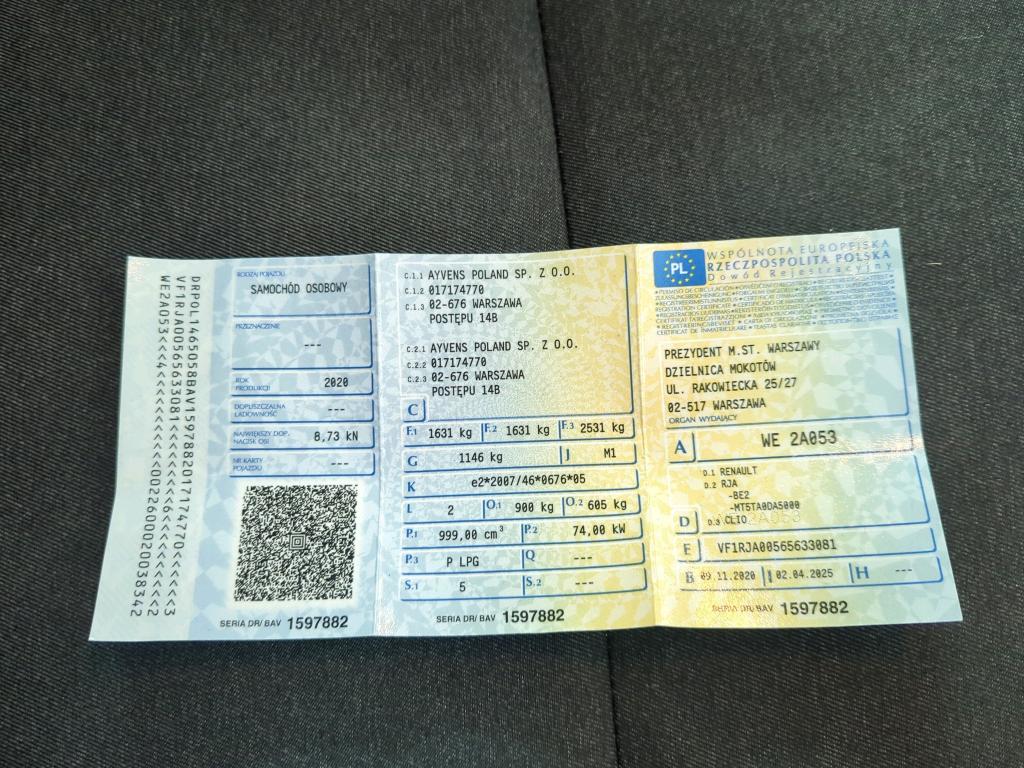 DRPOL1465058BAV1597882017174770<<<<<3
VF1RJA00565633081<<<<<<<<<6<<<<<<<<<2
WE2A053<<<4<<<<<<<<<<0022600020038342
RODZAJ POJAZDU
SAMOCHÓD OSOBOWY
PRZEZNACZENIE
---
ROK PRODUKCJI 2020
DOPUSZCZALNA ŁADOWNOŚĆ ---
NAJWIĘKSZY DOP. NACISK OSI 8,73 kN
NR KARTY POJAZDU ---
SERIA DR/ BAV 1597882
C.1.1 AYVENS POLAND SP. Z O.O.
C.1.2 017174770
C.1.3 02-676 WARSZAWA
POSTĘPU 14B
C.2.1 AYVENS POLAND SP. Z O.O.
C.2.2 017174770
C.2.3 02-676 WARSZAWA
POSTĘPU 14B
C
F.1 1631 kg F.2 1631 kg F.3 2531 kg
G 1146 kg J M1
K e2*2007/46*0676*05
L 2 O.1 900 kg O.2 605 kg
P.1 999,00 cm³ P.2 74,00 kW
P.3 P LPG Q ---
S.1 5 S.2 ---
SERIA DR/ BAV 1597882
PL
WSPÓLNOTA EUROPEJSKA
RZECZPOSPOLITA POLSKA
Dowód Rejestracyjny
PREZYDENT M.ST. WARSZAWY
DZIELNICA MOKOTÓW
UL. RAKOWIECKA 25/27
02-517 WARSZAWA
ORGAN WYDAJĄCY
A WE 2A053
D.1 RENAULT
D.2 RJA
-BE2
-MT5TA0DA5000
D D.3 CLIO
E VF1RJA00565633081
B 09.11.2020 I 02.04.2025 H ---
SERIA DR/ BAV 1597882